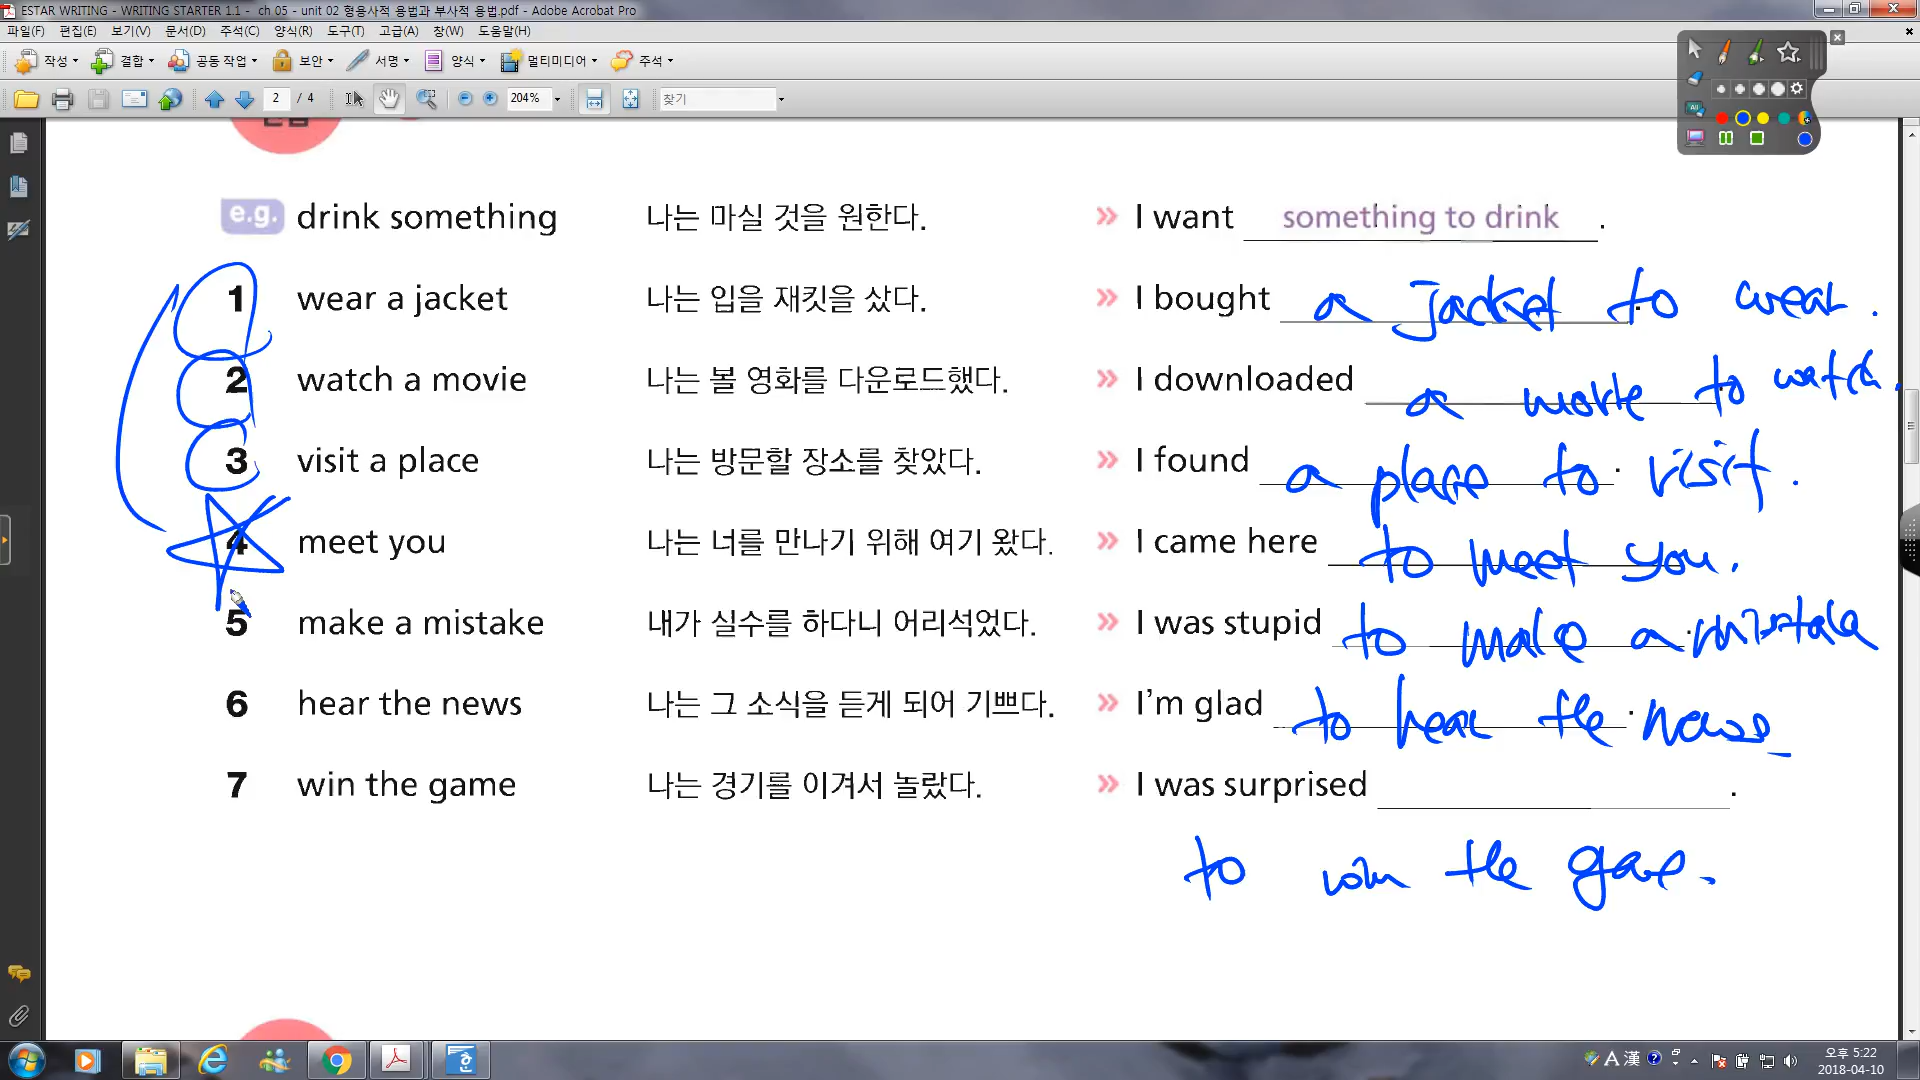 ESTAR WRITING - WRITING STARTER 1.1 - ch 05 - unit 02 형용사적 용법과 부사적 용법.pdf - Adobe Acrobat Pro
파일(F) 편집(E) 보기(V) 문서(D) 주석(C) 양식(R) 도구(T) 고급(A) 창(W) 도움말(H)
작성 결합 공동 작업 보안 서명 양식 멀티미디어 주석
2 / 4 204% 찾기
e.g. drink something 나는 마실 것을 원한다. » I want something to drink .
1 wear a jacket 나는 입을 재킷을 샀다. » I bought a jacket to wear .
2 watch a movie 나는 볼 영화를 다운로드했다. » I downloaded a movie to watch.
3 visit a place 나는 방문할 장소를 찾았다. » I found a place to visit .
4 meet you 나는 너를 만나기 위해 여기 왔다. » I came here to meet you.
5 make a mistake 내가 실수를 하다니 어리석었다. » I was stupid to make a mistake
6 hear the news 나는 그 소식을 듣게 되어 기쁘다. » I'm glad to hear the news
7 win the game 나는 경기를 이겨서 놀랐다. » I was surprised .
to win the game.
A 漢 오후 5:22
2018-04-10